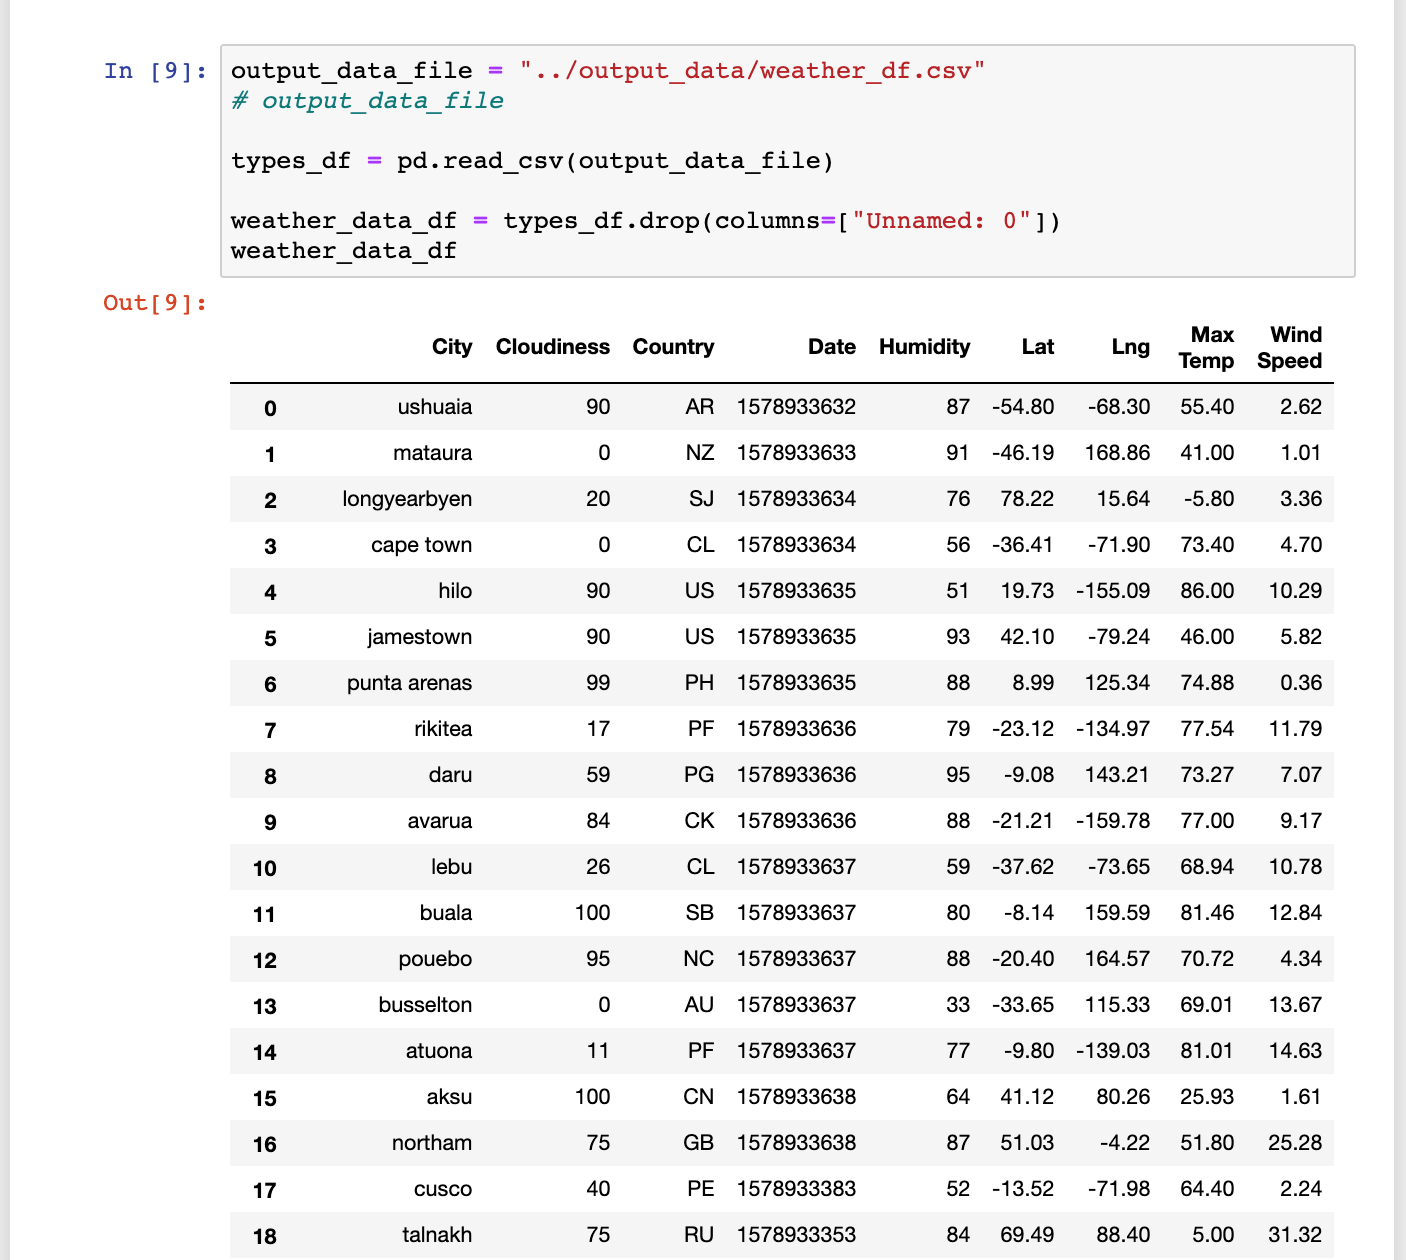 In [9]:
output_data_file = "../output_data/weather_df.csv"
# output_data_file
types_df = pd.read_csv(output_data_file)
weather_data_df = types_df.drop(columns=["Unnamed: 0"])
weather_data_df
Out[9]:
City Cloudiness Country Date Humidity Lat Lng Max Temp Wind Speed
0 ushuaia 90 AR 1578933632 87 -54.80 -68.30 55.40 2.62
1 mataura 0 NZ 1578933633 91 -46.19 168.86 41.00 1.01
2 longyearbyen 20 SJ 1578933634 76 78.22 15.64 -5.80 3.36
3 cape town 0 CL 1578933634 56 -36.41 -71.90 73.40 4.70
4 hilo 90 US 1578933635 51 19.73 -155.09 86.00 10.29
5 jamestown 90 US 1578933635 93 42.10 -79.24 46.00 5.82
6 punta arenas 99 PH 1578933635 88 8.99 125.34 74.88 0.36
7 rikitea 17 PF 1578933636 79 -23.12 -134.97 77.54 11.79
8 daru 59 PG 1578933636 95 -9.08 143.21 73.27 7.07
9 avarua 84 CK 1578933636 88 -21.21 -159.78 77.00 9.17
10 lebu 26 CL 1578933637 59 -37.62 -73.65 68.94 10.78
11 buala 100 SB 1578933637 80 -8.14 159.59 81.46 12.84
12 pouebo 95 NC 1578933637 88 -20.40 164.57 70.72 4.34
13 busselton 0 AU 1578933637 33 -33.65 115.33 69.01 13.67
14 atuona 11 PF 1578933637 77 -9.80 -139.03 81.01 14.63
15 aksu 100 CN 1578933638 64 41.12 80.26 25.93 1.61
16 northam 75 GB 1578933638 87 51.03 -4.22 51.80 25.28
17 cusco 40 PE 1578933383 52 -13.52 -71.98 64.40 2.24
18 talnakh 75 RU 1578933353 84 69.49 88.40 5.00 31.32